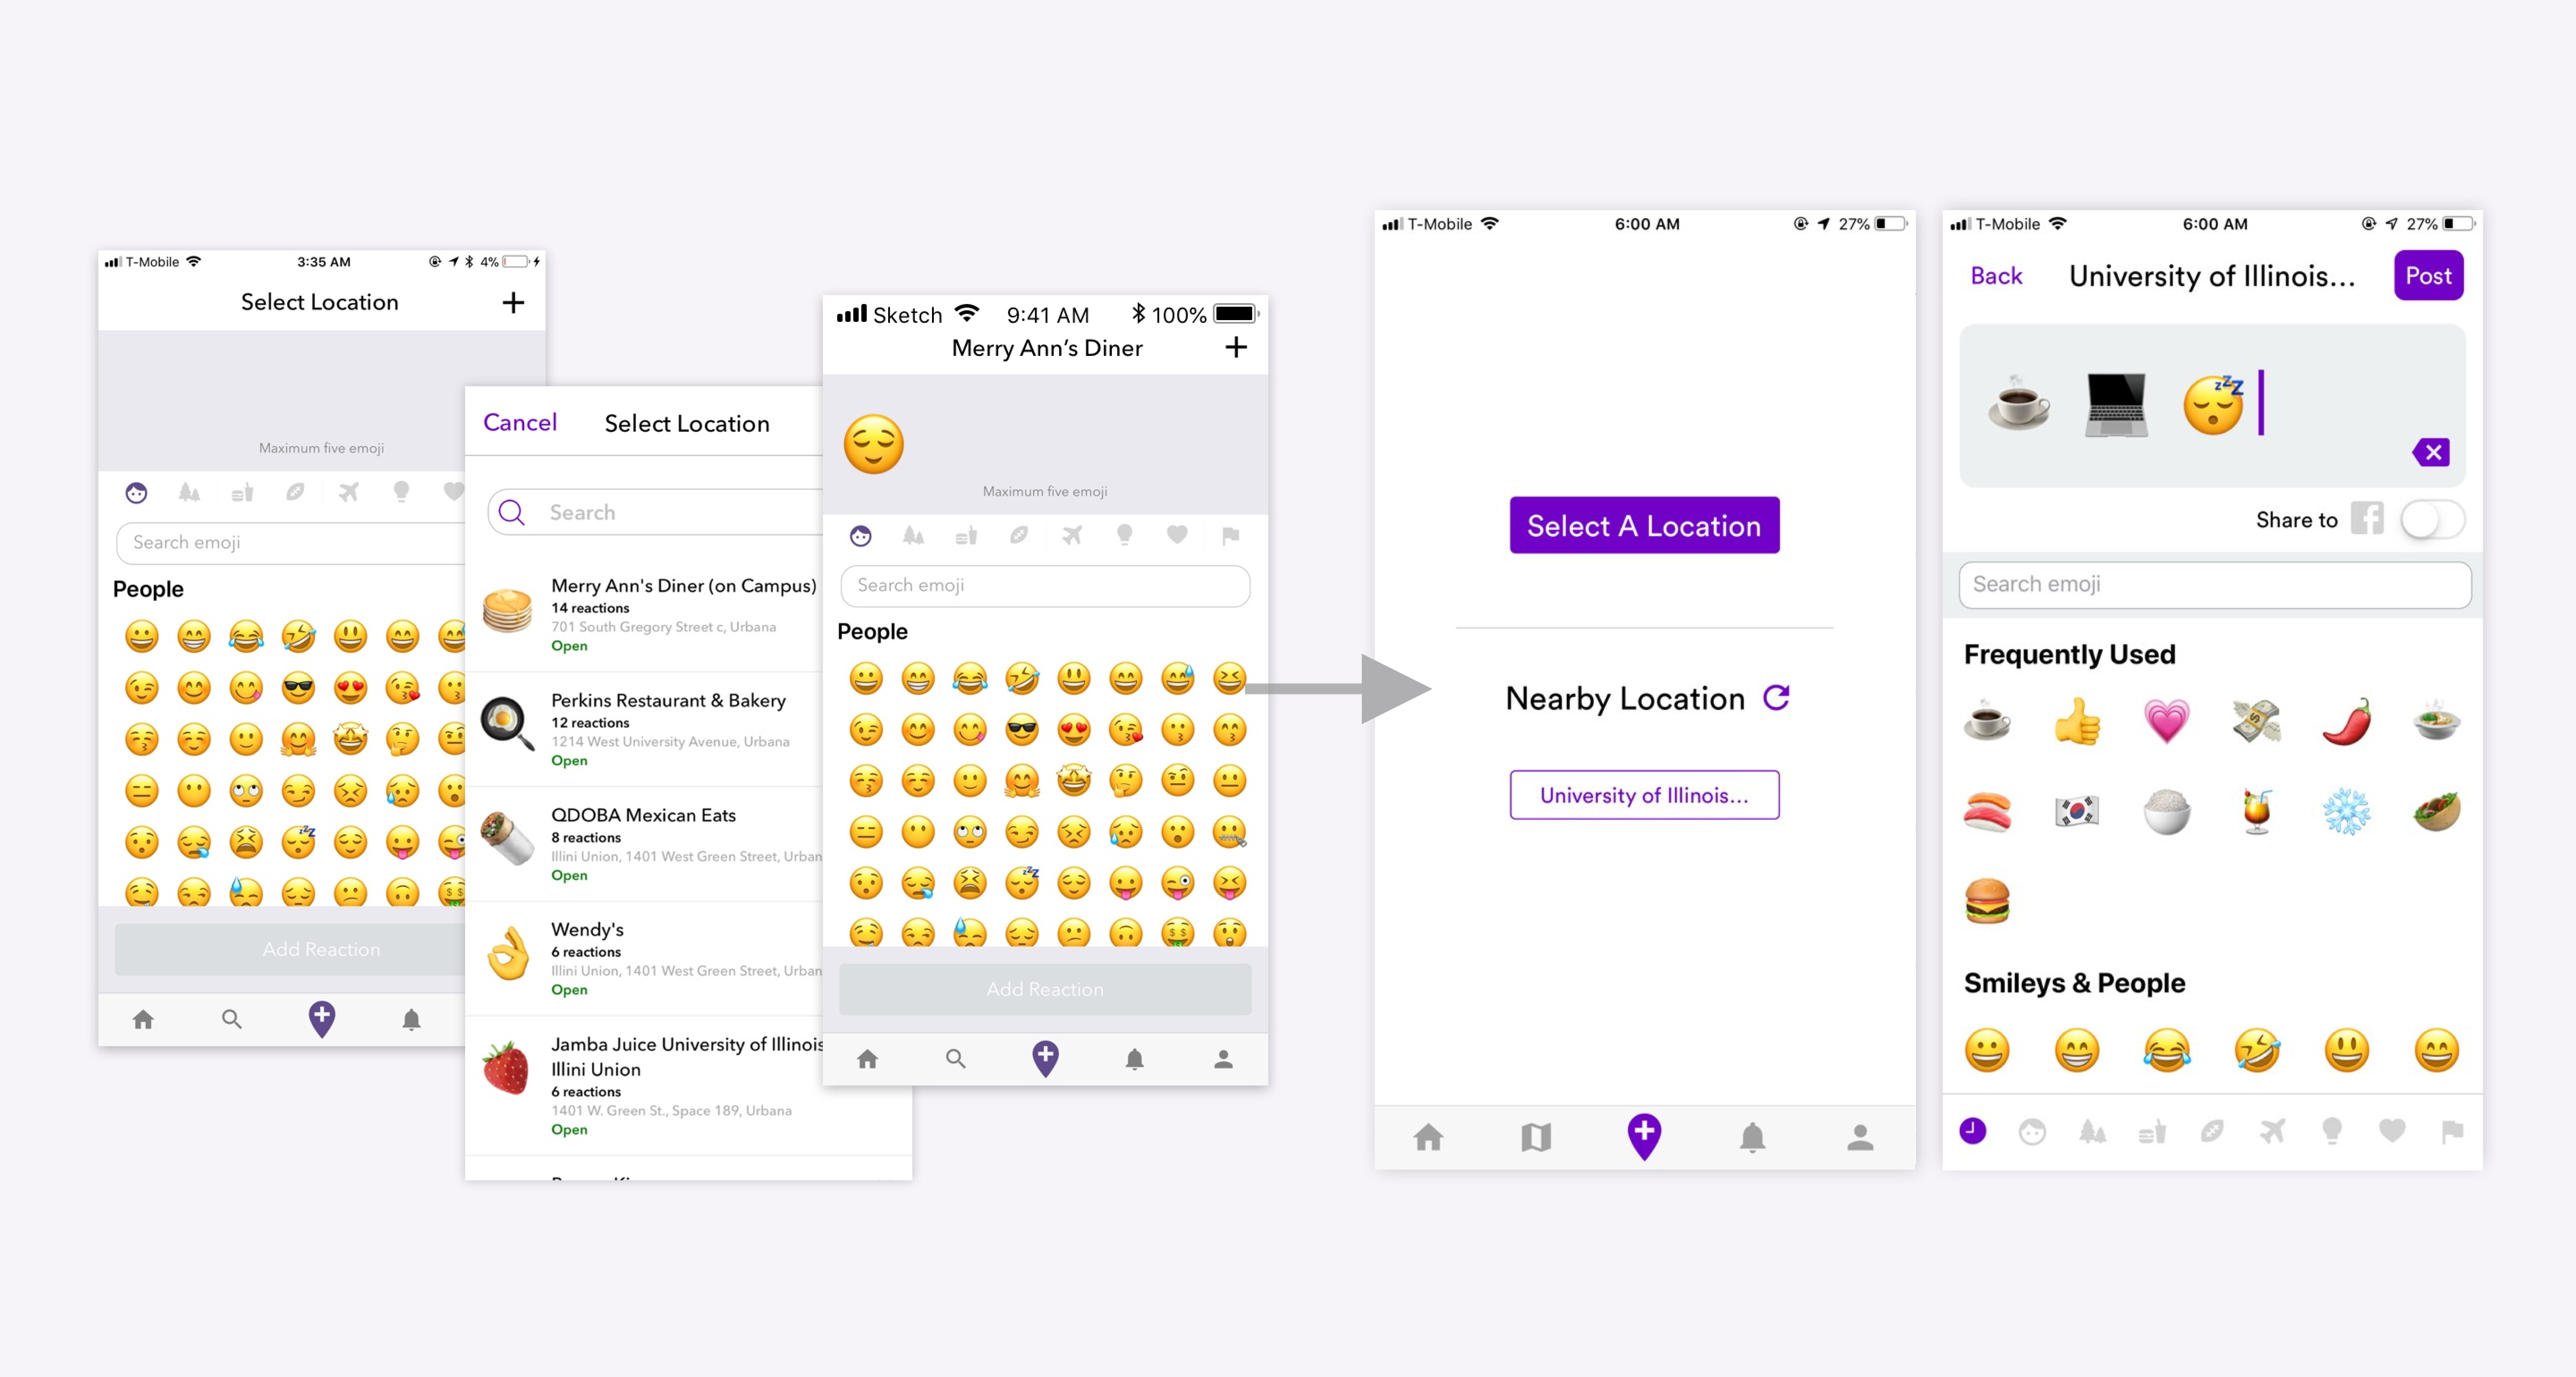 T-Mobile 3:35 AM 4%
Select Location +
Maximum five emoji
Search emoji
People
Add Reaction
Cancel Select Location
Search
Merry Ann's Diner (on Campus)
14 reactions
701 South Gregory Street c, Urbana
Open
Perkins Restaurant & Bakery
12 reactions
1214 West University Avenue, Urbana
Open
QDOBA Mexican Eats
8 reactions
Illini Union, 1401 West Green Street, Urban
Open
Wendy's
6 reactions
Illini Union, 1401 West Green Street, Urban
Open
Jamba Juice University of Illinois
Illini Union
6 reactions
1401 W. Green St., Space 189, Urbana
Open
Sketch 9:41 AM 100%
Merry Ann’s Diner +
Maximum five emoji
Search emoji
People
Add Reaction
T-Mobile 6:00 AM 27%
Select A Location
Nearby Location
University of Illinois...
T-Mobile 6:00 AM 27%
Back University of Illinois... Post
Share to
Search emoji
Frequently Used
Smileys & People